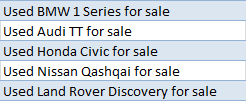 Used BMW 1 Series for sale
Used Audi TT for sale
Used Honda Civic for sale
Used Nissan Qashqai for sale
Used Land Rover Discovery for sale